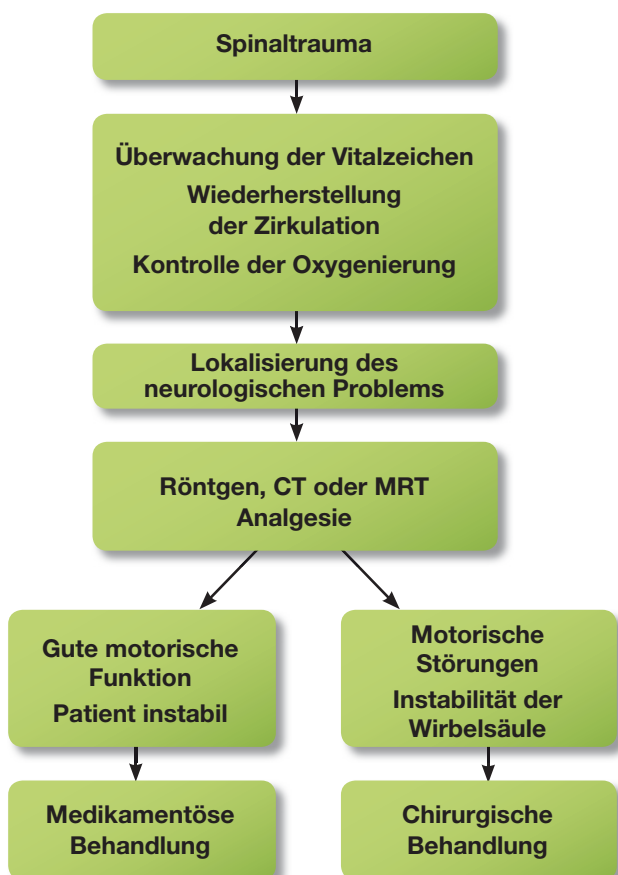 Spinaltrauma
Überwachung der Vitalzeichen
Wiederherstellung
der Zirkulation
Kontrolle der Oxygenierung
Lokalisierung des
neurologischen Problems
Röntgen, CT oder MRT
Analgesie
Gute motorische
Funktion
Patient instabil
Motorische
Störungen
Instabilität der
Wirbelsäule
Medikamentöse
Behandlung
Chirurgische
Behandlung